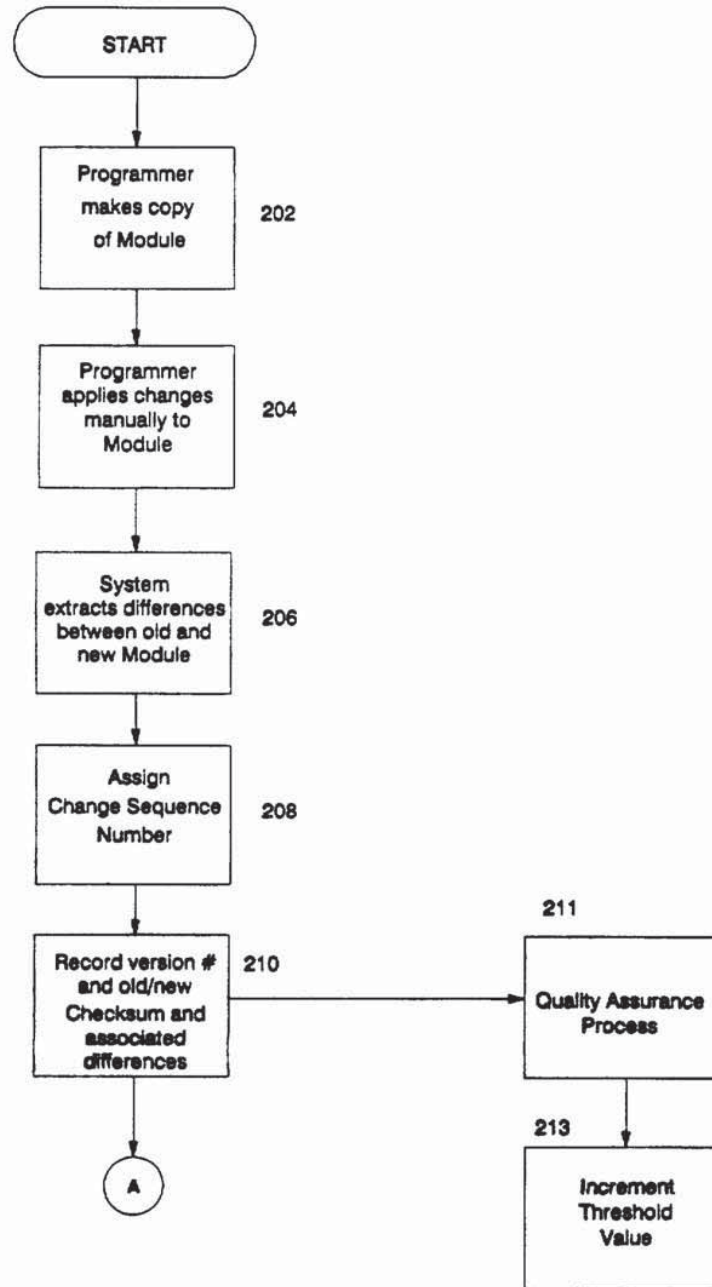 START
Programmer
makes copy
of Module
202
Programmer
applies changes
manually to
Module
204
System
extracts differences
between old and
new Module
206
Assign
Change Sequence
Number
208
Record version #
and old/new
Checksum and
associated
differences
210
211
Quality Assurance
Process
213
Increment
Threshold
Value
A